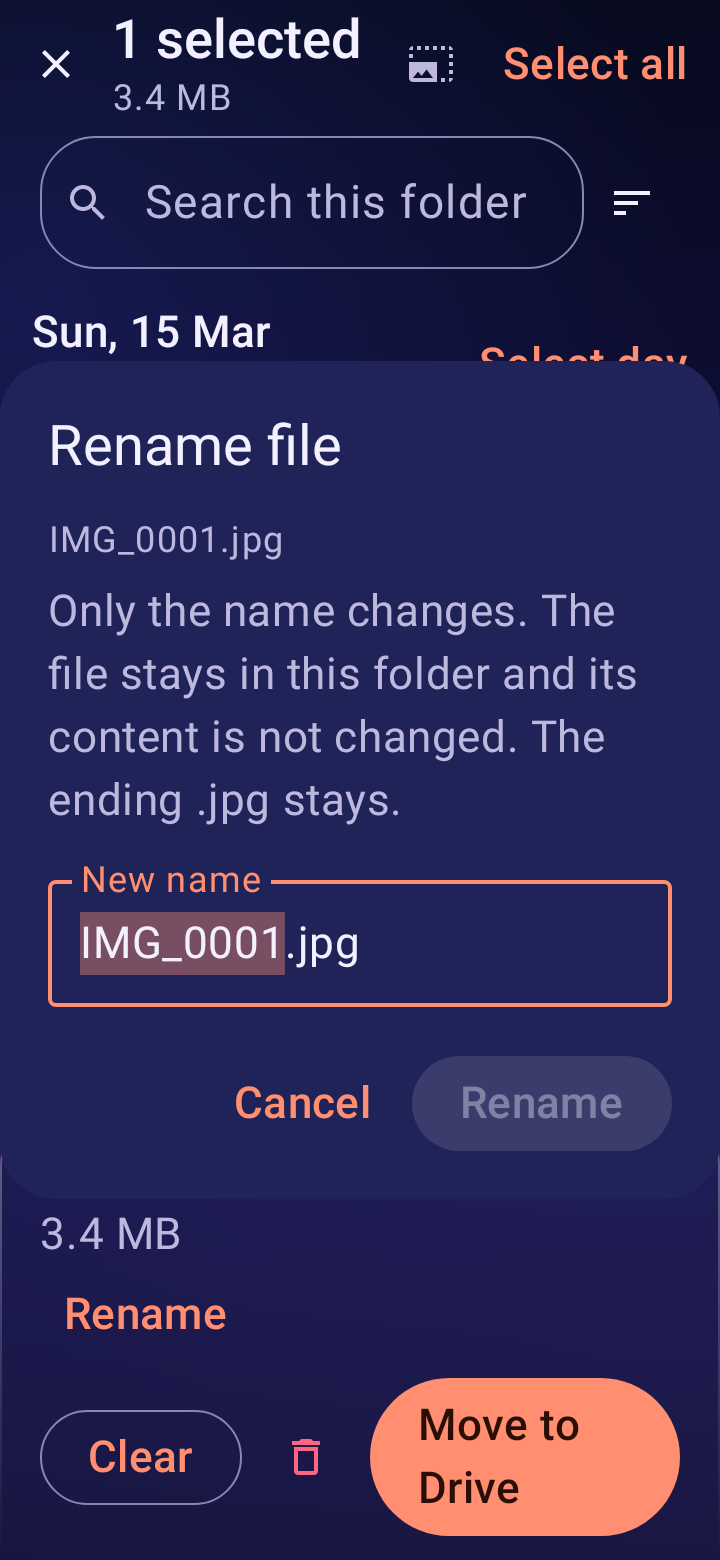 1 selected
3.4 MB
Select all
Search this folder
Sun, 15 Mar
Select day
Rename file
IMG_0001.jpg
Only the name changes. The
file stays in this folder and its
content is not changed. The
ending .jpg stays.
New name
IMG_0001.jpg
Cancel
Rename
3.4 MB
Rename
Clear
Move to
Drive